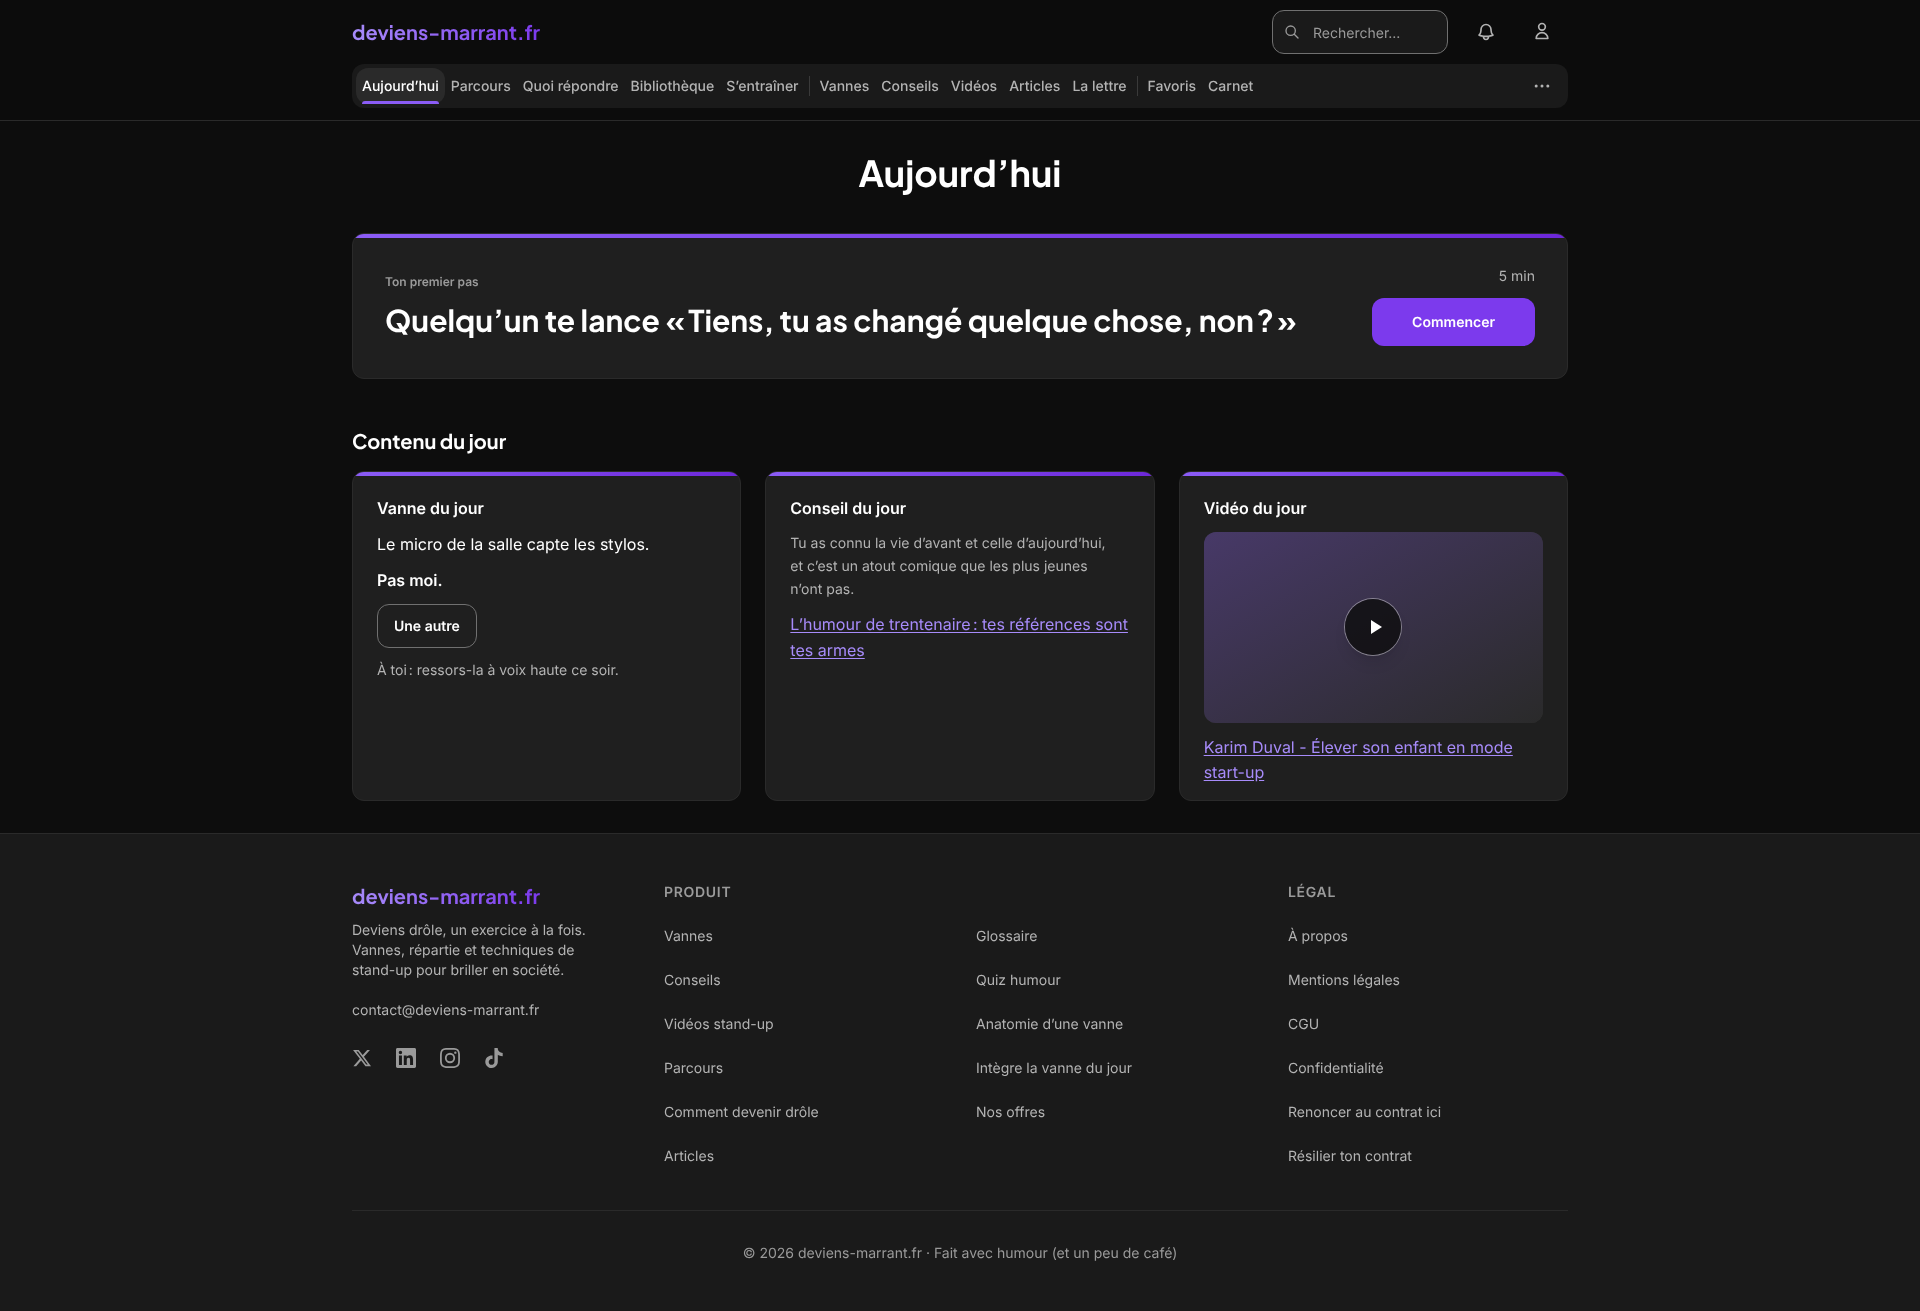 deviens-marrant.fr
Rechercher...
Aujourd’hui
Parcours
Quoi répondre
Bibliothèque
S’entraîner
Vannes
Conseils
Vidéos
Articles
La lettre
Favoris
Carnet
Aujourd’hui
Ton premier pas
5 min
Quelqu’un te lance « Tiens, tu as changé quelque chose, non ? »
Commencer
Contenu du jour
Vanne du jour
Le micro de la salle capte les stylos.
Pas moi.
Une autre
À toi : ressors-la à voix haute ce soir.
Conseil du jour
Tu as connu la vie d’avant et celle d’aujourd’hui,
et c’est un atout comique que les plus jeunes
n’ont pas.
L’humour de trentenaire : tes références sont
tes armes
Vidéo du jour
Karim Duval - Élever son enfant en mode
start-up
deviens-marrant.fr
Deviens drôle, un exercice à la fois.
Vannes, répartie et techniques de
stand-up pour briller en société.
contact@deviens-marrant.fr
PRODUIT
Vannes
Conseils
Vidéos stand-up
Parcours
Comment devenir drôle
Articles
Glossaire
Quiz humour
Anatomie d’une vanne
Intègre la vanne du jour
Nos offres
LÉGAL
À propos
Mentions légales
CGU
Confidentialité
Renoncer au contrat ici
Résilier ton contrat
© 2026 deviens-marrant.fr · Fait avec humour (et un peu de café)